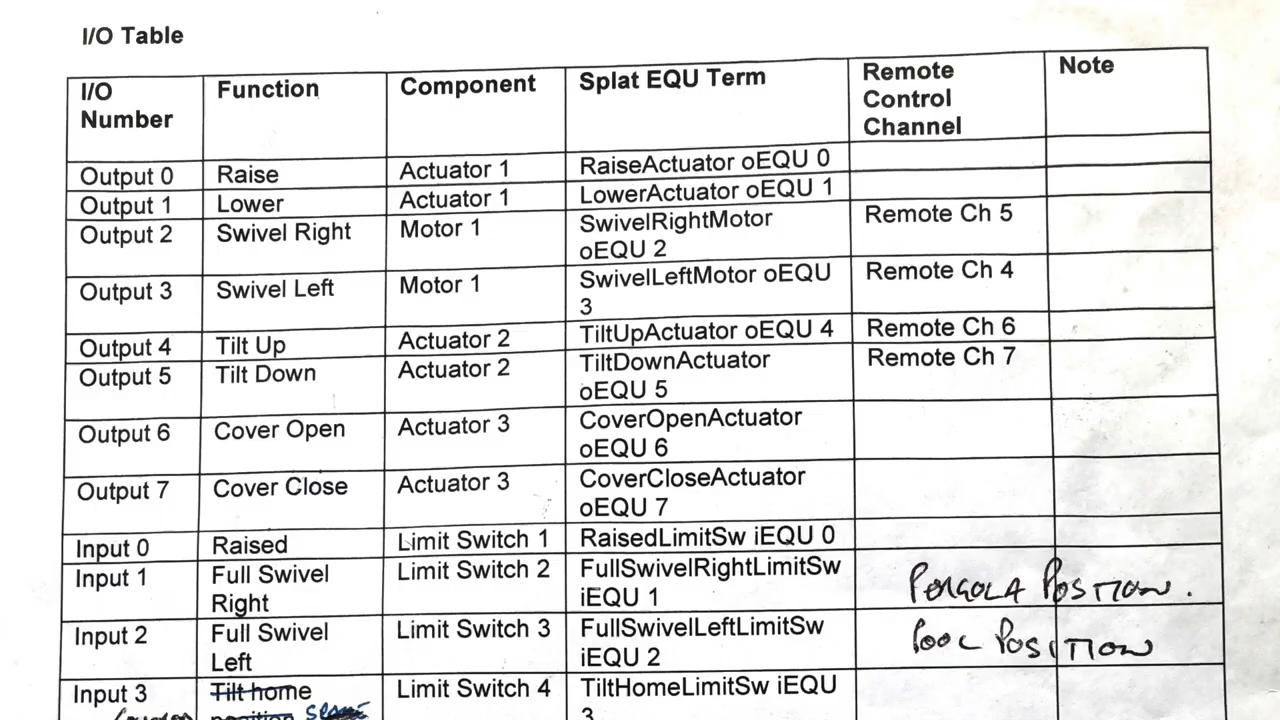 I/O Table
I/O Number Function Component Splat EQU Term Remote Control Channel Note
Output 0 Raise Actuator 1 RaiseActuator oEQU 0
Output 1 Lower Actuator 1 LowerActuator oEQU 1
Output 2 Swivel Right Motor 1 SwivelRightMotor oEQU 2 Remote Ch 5
Output 3 Swivel Left Motor 1 SwivelLeftMotor oEQU 3 Remote Ch 4
Output 4 Tilt Up Actuator 2 TiltUpActuator oEQU 4 Remote Ch 6
Output 5 Tilt Down Actuator 2 TiltDownActuator oEQU 5 Remote Ch 7
Output 6 Cover Open Actuator 3 CoverOpenActuator oEQU 6
Output 7 Cover Close Actuator 3 CoverCloseActuator oEQU 7
Input 0 Raised Limit Switch 1 RaisedLimitSw iEQU 0
Input 1 Full Swivel Right Limit Switch 2 FullSwivelRightLimitSw iEQU 1 PERGOLA POSITION.
Input 2 Full Swivel Left Limit Switch 3 FullSwivelLeftLimitSw iEQU 2 POOL POSITION
Input 3 Tilt home position Limit Switch 4 TiltHomeLimitSw iEQU 3